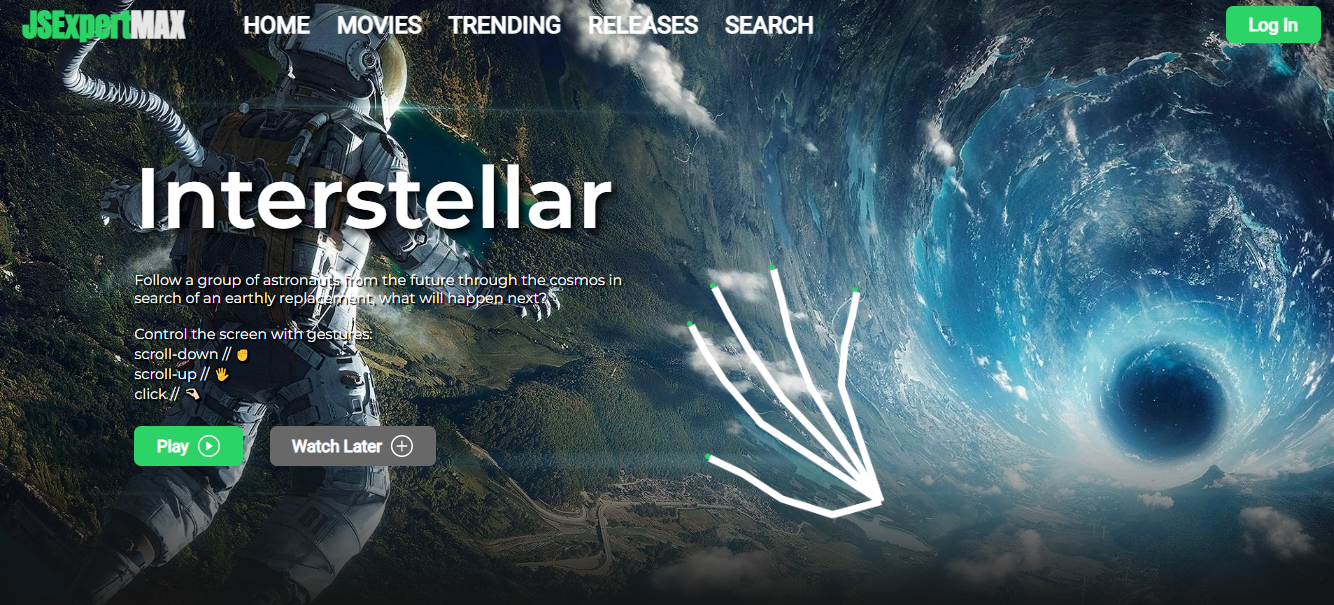 JSExpertMAX
HOME MOVIES TRENDING RELEASES SEARCH
Log In
Interstellar
Follow a group of astronauts from the future through the cosmos in
search of an earthly replacement, what will happen next?
Control the screen with gestures:
scroll-down // ✊
scroll-up // 🖐
click // 🤏🏻
Play
Watch Later